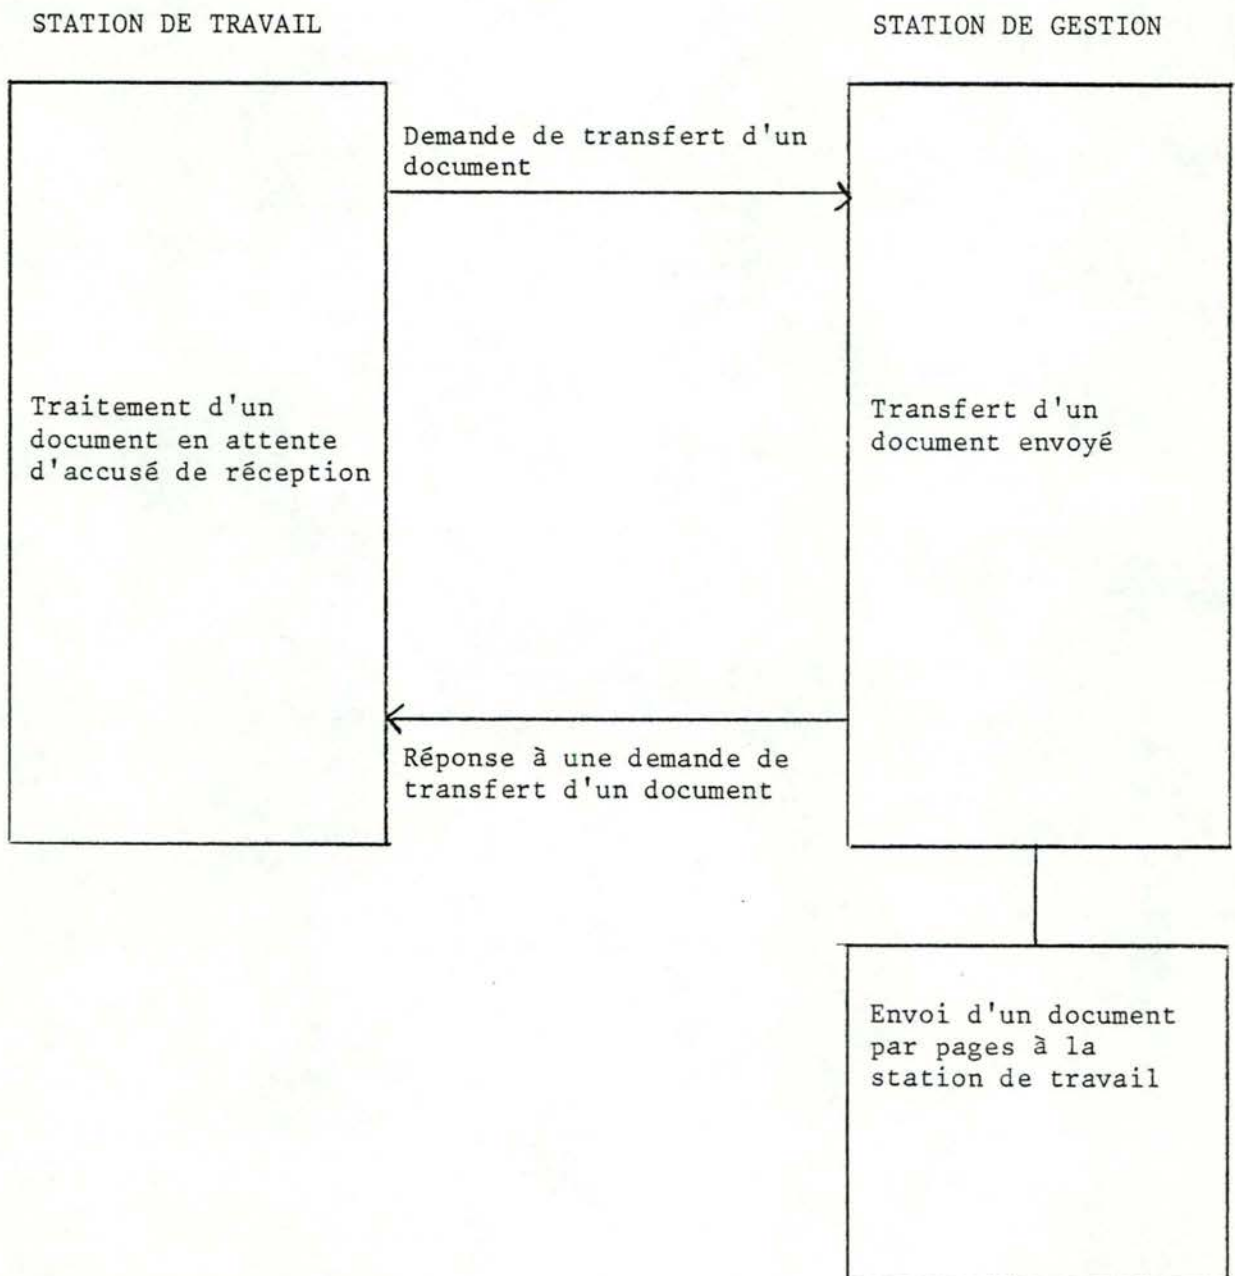 STATION DE TRAVAIL
STATION DE GESTION
Demande de transfert d'un
document
Traitement d'un
document en attente
d'accusé de réception
Transfert d'un
document envoyé
Réponse à une demande de
transfert d'un document
Envoi d'un document
par pages à la
station de travail